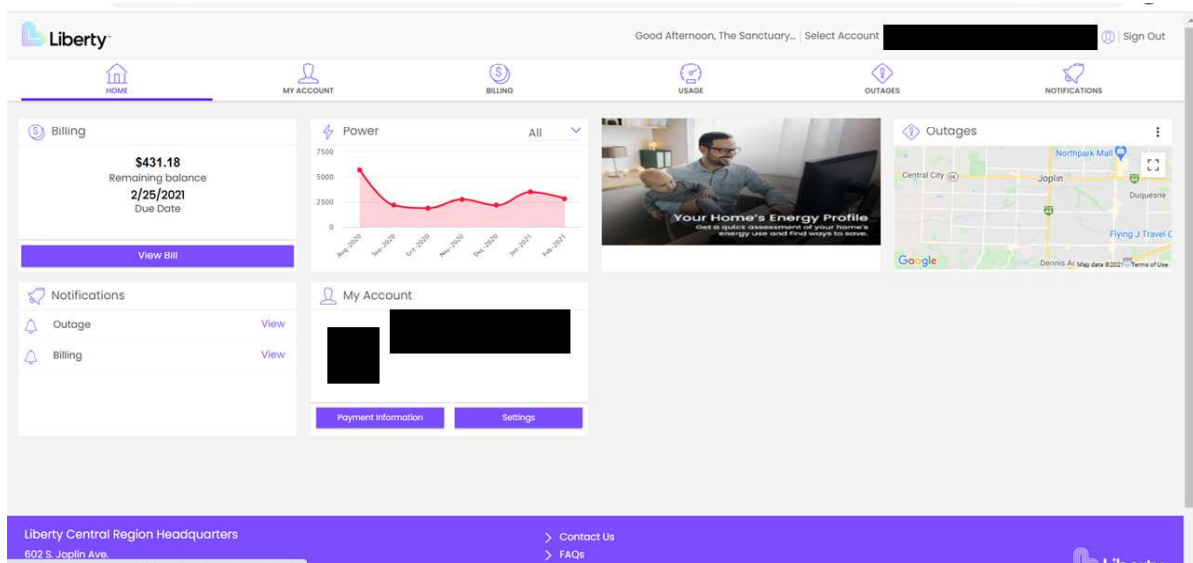 Liberty
Good Afternoon, The Sanctuary... | Select Account
Sign Out
HOME
MY ACCOUNT
BILLING
USAGE
OUTAGES
NOTIFICATIONS
Billing
$431.18
Remaining balance
2/25/2021
Due Date
View Bill
Power
All
7500
5000
2500
0
Aug-2020
Sep-2020
Oct-2020
Nov-2020
Dec-2020
Jan-2021
Feb-2021
Your Home's Energy Profile
Get a quick assessment of your home's
energy use and find ways to save.
Outages
Northpark Mall
Central City
66
Joplin
Duquesne
Flying J Travel C
Google
Dennis Ac
Map data ©2021
Terms of Use
Notifications
Outage
View
Billing
View
My Account
Payment Information
Settings
Liberty Central Region Headquarters
602 S. Joplin Ave.
> Contact Us
> FAQs
Liberty